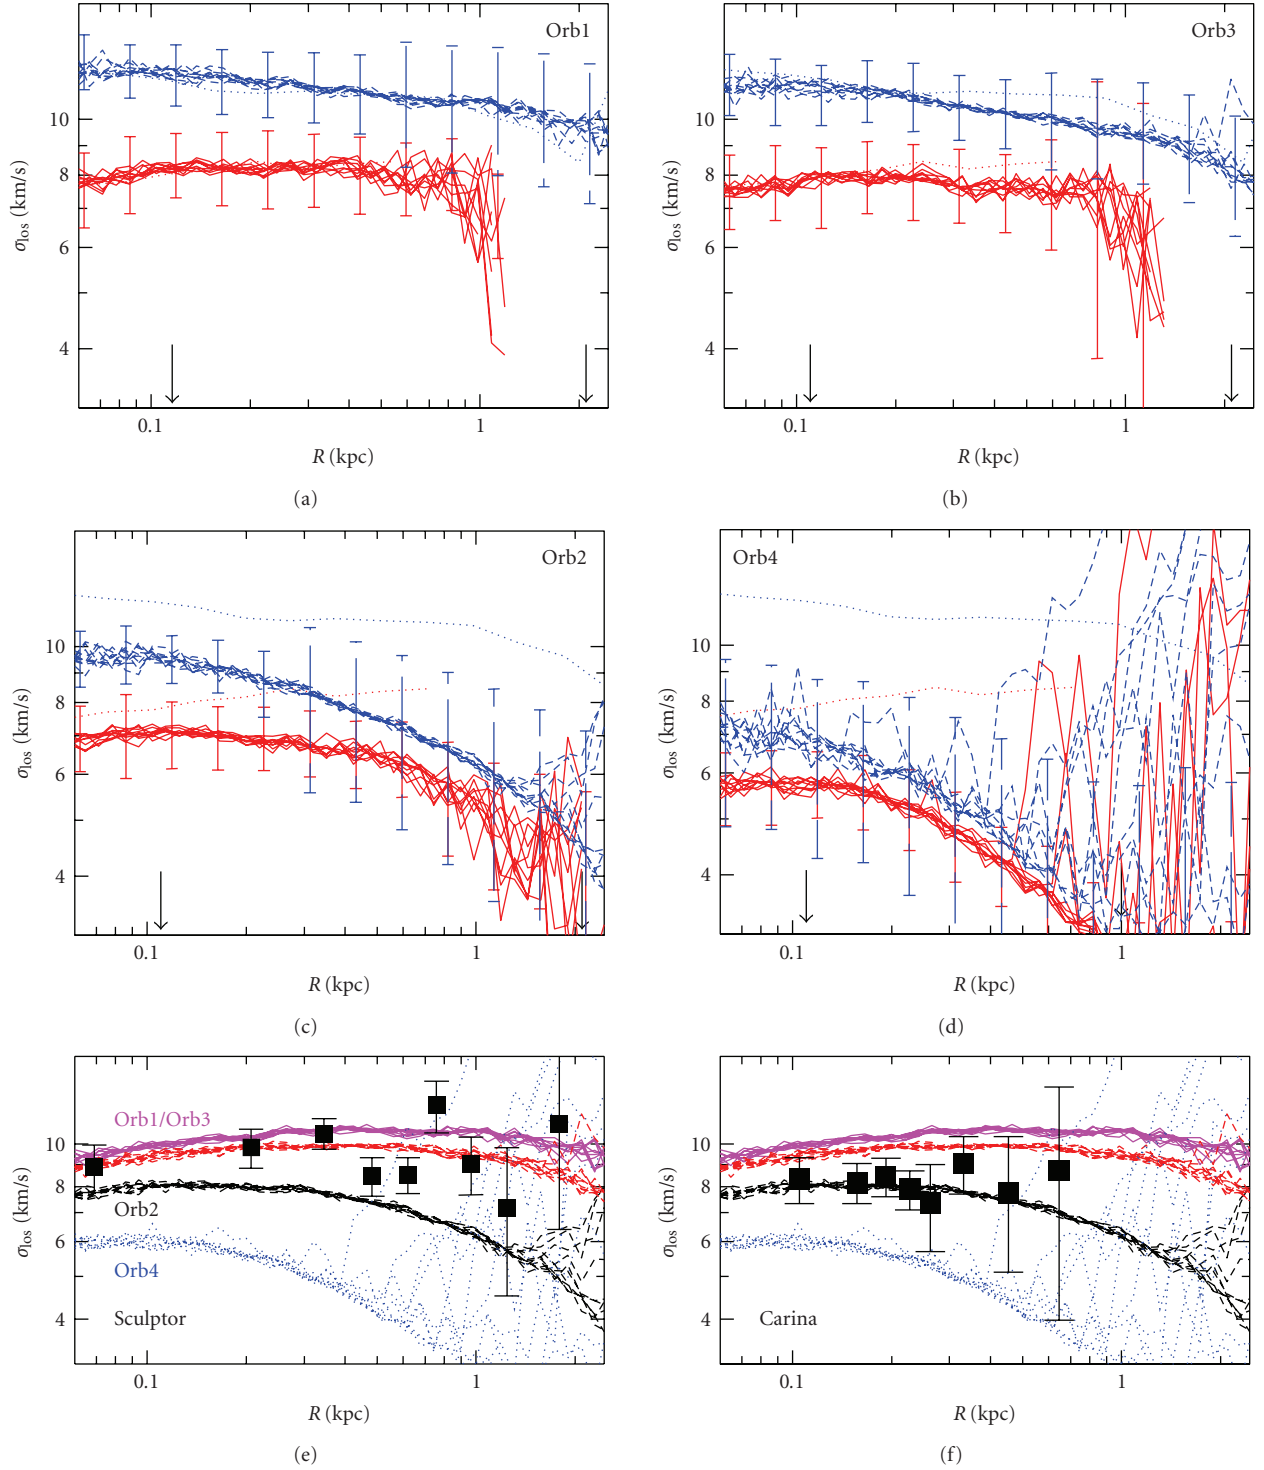 Orb1
10
8
6
4
σlos (km/s)
0.1
1
R (kpc)
(a)
Orb3
10
8
6
4
σlos (km/s)
0.1
1
R (kpc)
(b)
Orb2
10
8
6
4
σlos (km/s)
0.1
1
R (kpc)
(c)
Orb4
10
8
6
4
σlos (km/s)
0.1
1
R (kpc)
(d)
Orb1/Orb3
Orb2
Orb4
Sculptor
10
8
6
4
σlos (km/s)
0.1
1
R (kpc)
(e)
Carina
10
8
6
4
σlos (km/s)
0.1
1
R (kpc)
(f)